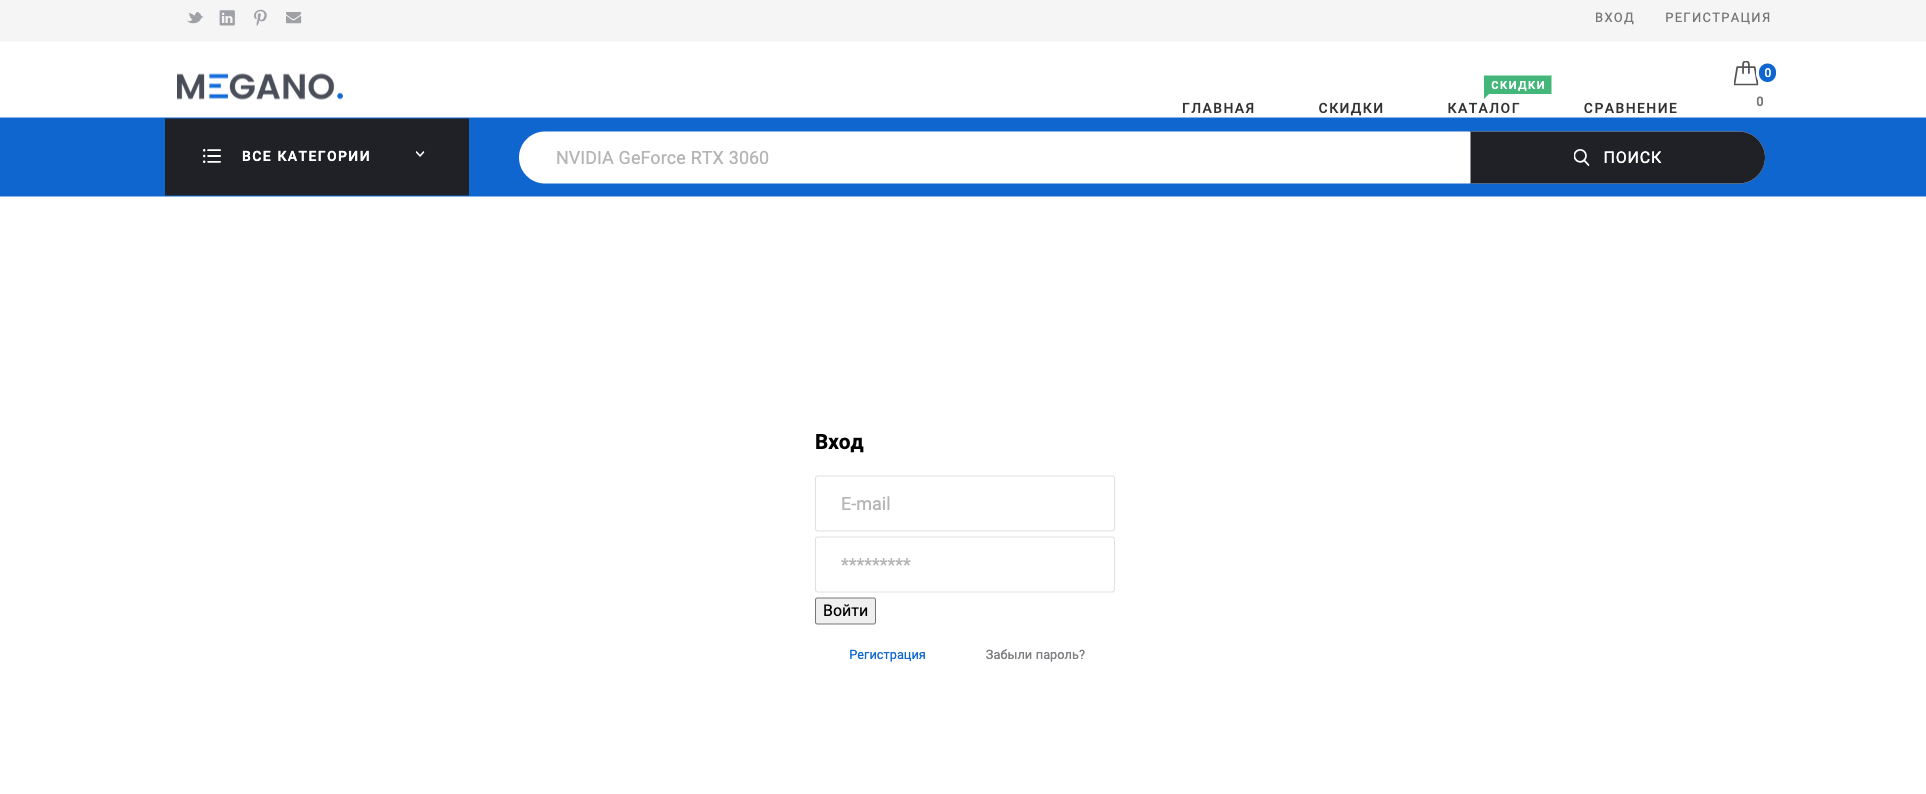 ВХОД РЕГИСТРАЦИЯ
MEGANO.
ГЛАВНАЯ СКИДКИ КАТАЛОГ СКИДКИ СРАВНЕНИЕ 0
0
ВСЕ КАТЕГОРИИ NVIDIA GeForce RTX 3060 ПОИСК
Вход
E-mail
*********
Войти
Регистрация Забыли пароль?